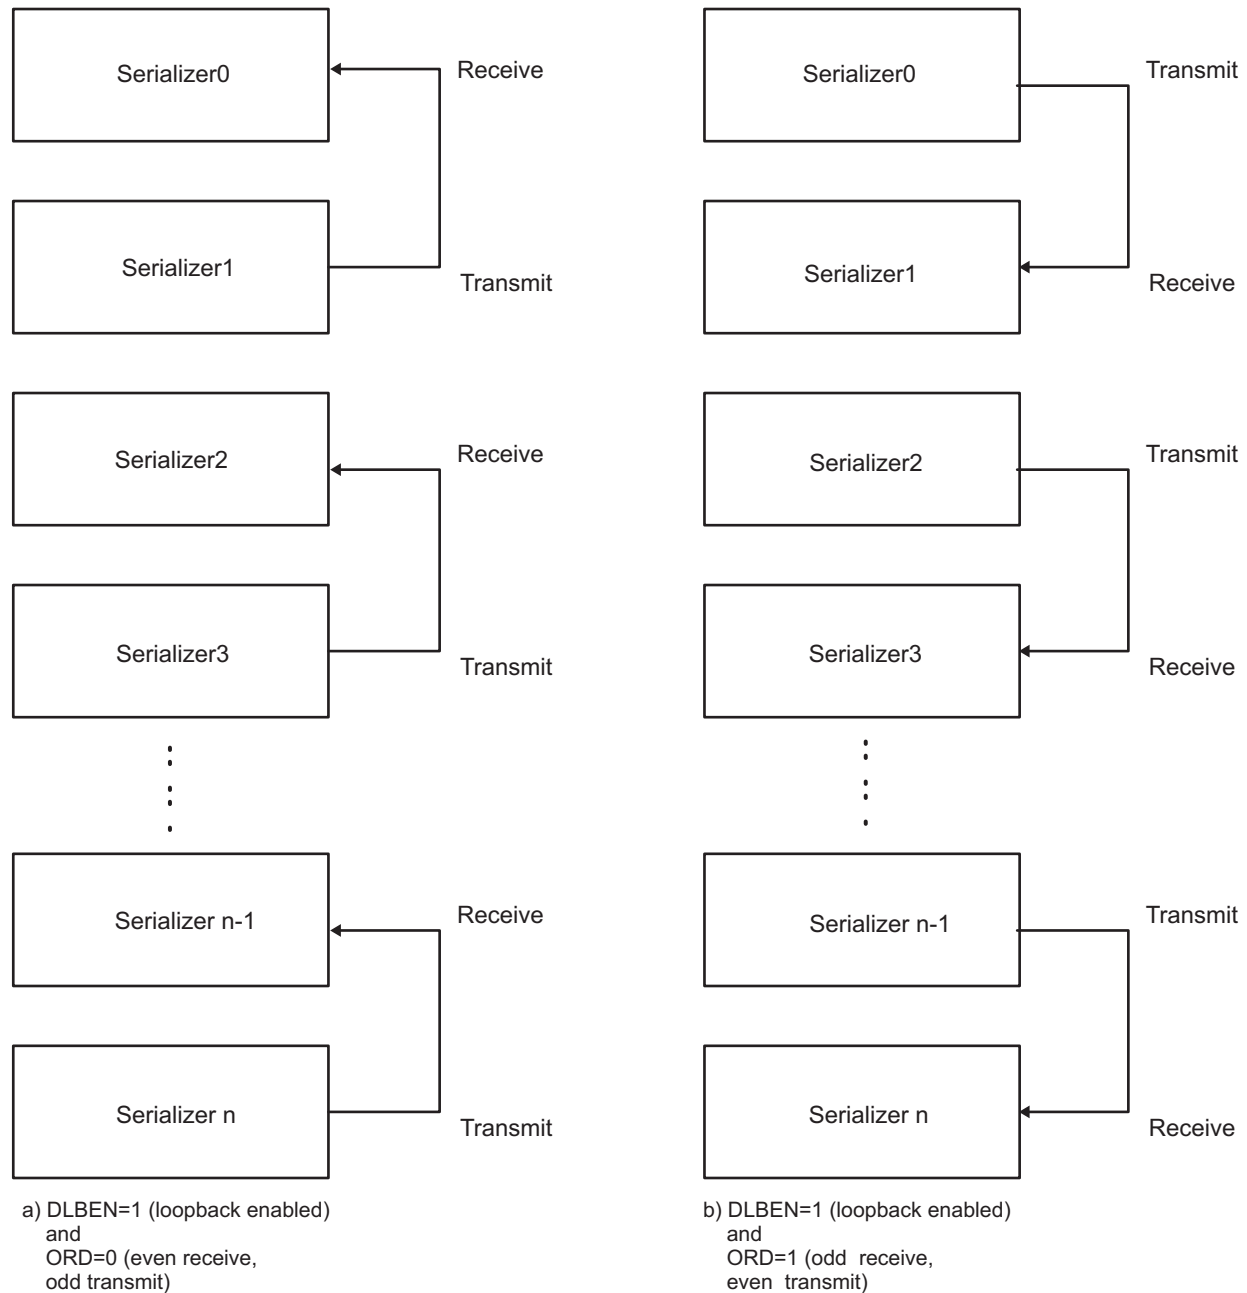 Serializer0
Receive
Serializer1
Transmit
Serializer2
Receive
Serializer3
Transmit
Serializer n-1
Receive
Serializer n
Transmit
a) DLBEN=1 (loopback enabled)
and
ORD=0 (even receive,
odd transmit)
Serializer0
Transmit
Serializer1
Receive
Serializer2
Transmit
Serializer3
Receive
Serializer n-1
Transmit
Serializer n
Receive
b) DLBEN=1 (loopback enabled)
and
ORD=1 (odd receive,
even transmit)